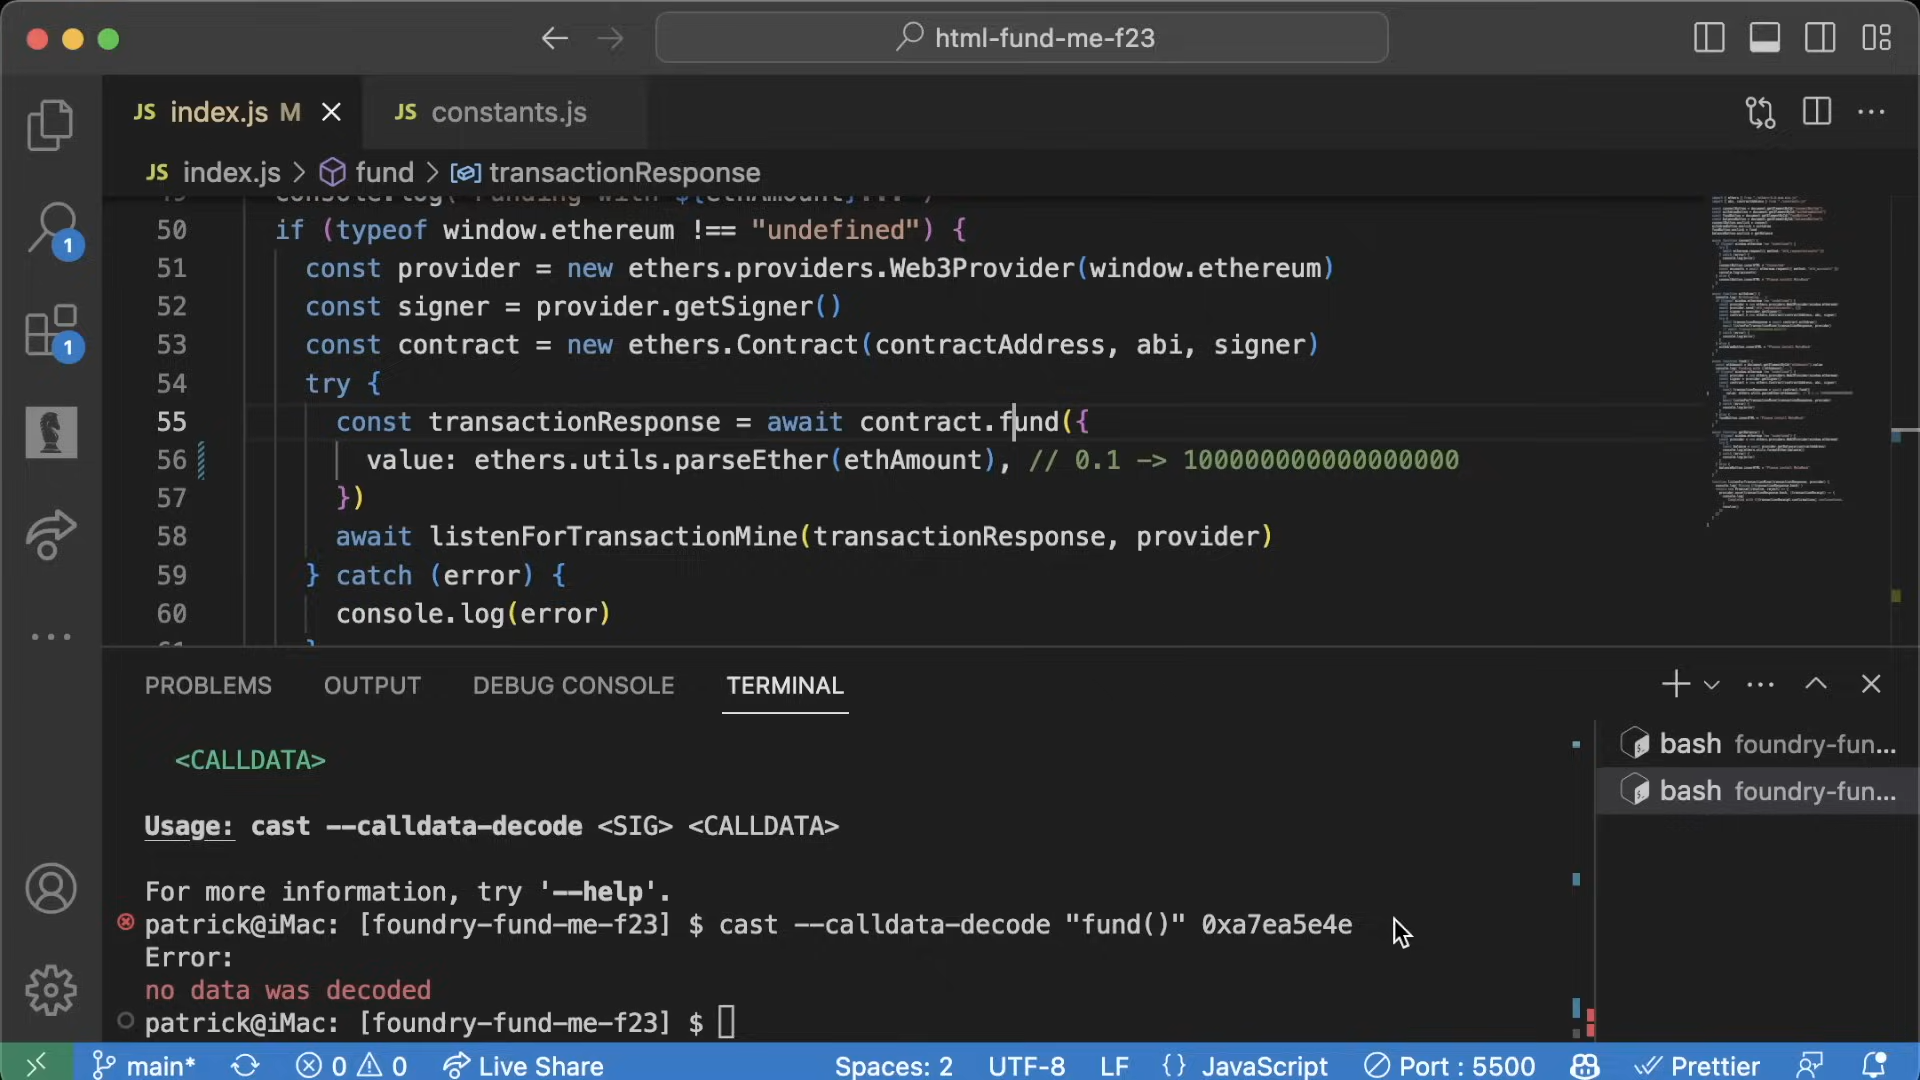 html-fund-me-f23
JS index.js M
JS constants.js
JS index.js > fund > transactionResponse
50 if (typeof window.ethereum !== "undefined") {
51 const provider = new ethers.providers.Web3Provider(window.ethereum)
52 const signer = provider.getSigner()
53 const contract = new ethers.Contract(contractAddress, abi, signer)
54 try {
55 const transactionResponse = await contract.fund({
56 value: ethers.utils.parseEther(ethAmount), // 0.1 -> 100000000000000000
57 })
58 await listenForTransactionMine(transactionResponse, provider)
59 } catch (error) {
60 console.log(error)
1
1
PROBLEMS OUTPUT DEBUG CONSOLE TERMINAL
<CALLDATA>
Usage: cast --calldata-decode <SIG> <CALLDATA>
For more information, try '--help'.
patrick@iMac: [foundry-fund-me-f23] $ cast --calldata-decode "fund()" 0xa7ea5e4e
Error:
no data was decoded
patrick@iMac: [foundry-fund-me-f23] $
bash foundry-fun...
bash foundry-fun...
main* 0 0 Live Share Spaces: 2 UTF-8 LF {} JavaScript Port : 5500 Prettier